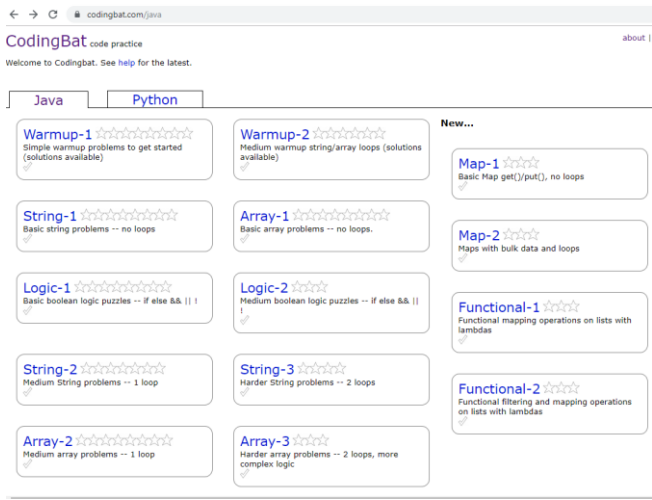 codingbat.com/java
CodingBat code practice
about |
Welcome to Codingbat. See help for the latest.
Java
Python
Warmup-1
Simple warmup problems to get started
(solutions available)
Warmup-2
Medium warmup string/array loops (solutions
available)
New...
Map-1
Basic Map get()/put(), no loops
String-1
Basic string problems -- no loops
Array-1
Basic array problems -- no loops.
Map-2
Maps with bulk data and loops
Logic-1
Basic boolean logic puzzles -- if else && || !
Logic-2
Medium boolean logic puzzles -- if else && ||
!
Functional-1
Functional mapping operations on lists with
lambdas
String-2
Medium String problems -- 1 loop
String-3
Harder String problems -- 2 loops
Functional-2
Functional filtering and mapping operations
on lists with lambdas
Array-2
Medium array problems -- 1 loop
Array-3
Harder array problems -- 2 loops, more
complex logic